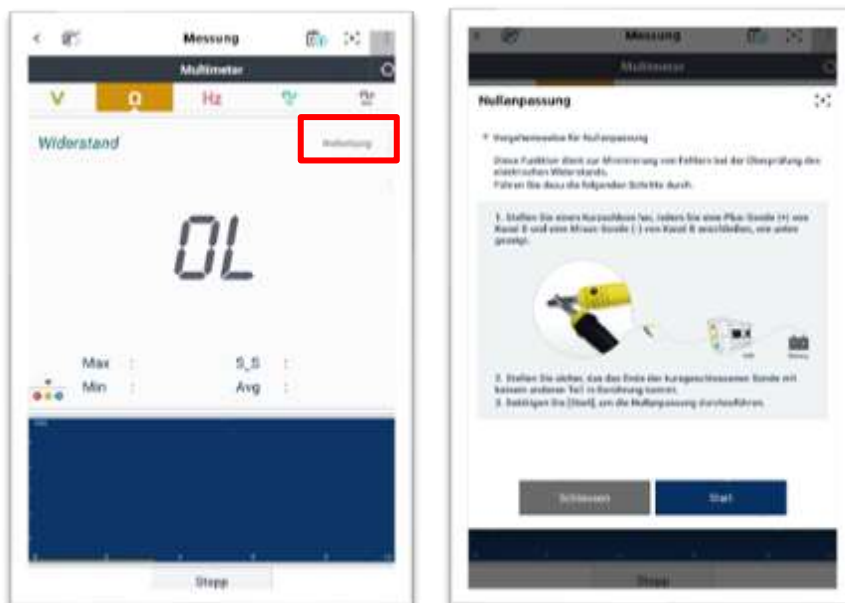 Messung
Multimeter
V Ω Hz
Widerstand
OL
Max : S_S :
Min : Avg :
Stopp
Messung
Multimeter
Nullanpassung
* Vorgehensweise für Nullanpassung
Diese Funktion dient zur Minimierung von Fehlern bei der Überprüfung des
elektrischen Widerstands.
Führen Sie dazu die folgenden Schritte durch.
1. Stellen Sie einen Kurzschluss her, indem Sie eine Plus-Sonde (+) von
Kanal B und eine Minus-Sonde (-) von Kanal B anschließen, wie unten
gezeigt.
2. Stellen Sie sicher, das das Ende der kurzgeschlossenen Sonde mit
keinem anderen Teil in Berührung kommt.
3. Betätigen Sie [Start], um die Nullanpassung durchzuführen.
Schliessen Start
Stopp